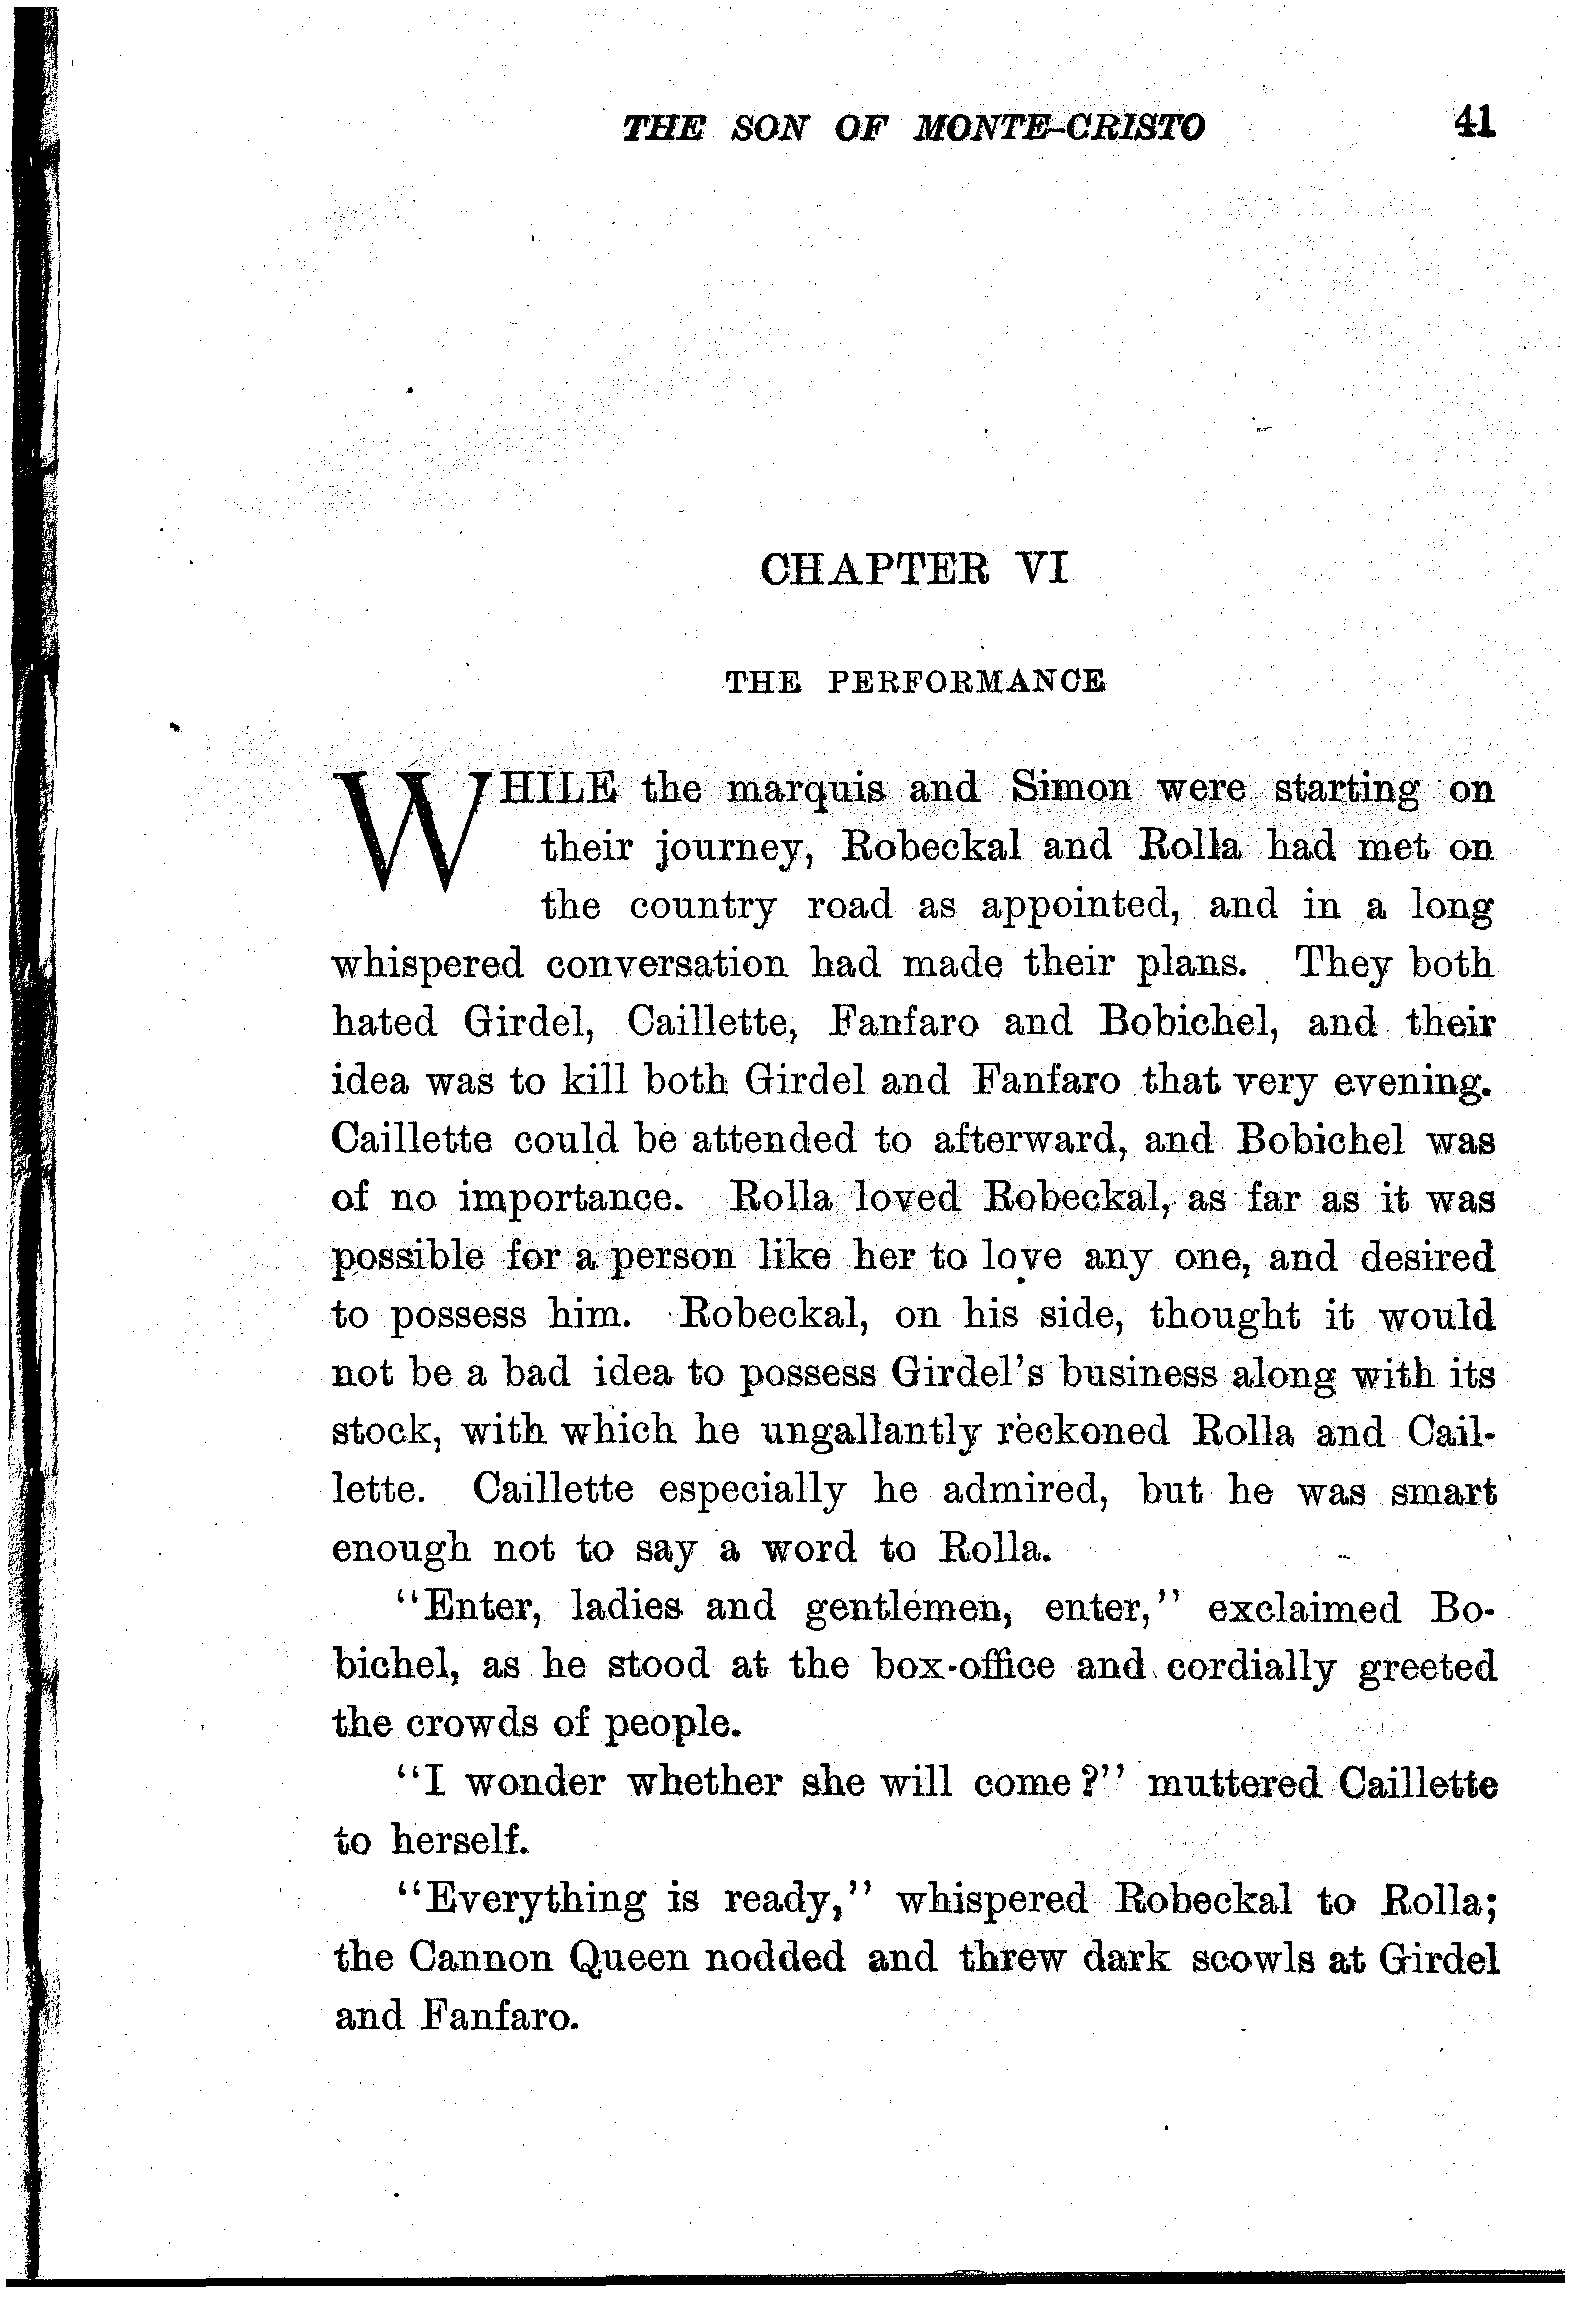 THE SON OF MONTE-CRISTO 41
CHAPTER VI
THE PERFORMANCE
WHILE the marquis and Simon were starting on
their journey, Robeckal and Rolla had met on
the country road as appointed, and in a long
whispered conversation had made their plans. They both
hated Girdel, Caillette, Fanfaro and Bobichel, and their
idea was to kill both Girdel and Fanfaro that very evening.
Caillette could be attended to afterward, and Bobichel was
of no importance. Rolla loved Robeckal, as far as it was
possible for a person like her to love any one, and desired
to possess him. Robeckal, on his side, thought it would
not be a bad idea to possess Girdel's business along with its
stock, with which he ungallantly reckoned Rolla and Cail-
lette. Caillette especially he admired, but he was smart
enough not to say a word to Rolla.
"Enter, ladies and gentlemen, enter," exclaimed Bo-
bichel, as he stood at the box-office and cordially greeted
the crowds of people.
"I wonder whether she will come?" muttered Caillette
to herself.
"Everything is ready," whispered Robeckal to Rolla;
the Cannon Queen nodded and threw dark scowls at Girdel
and Fanfaro.